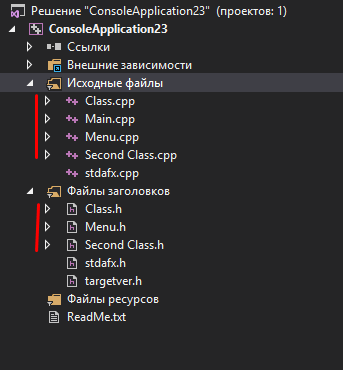 Решение "ConsoleApplication23" (проектов: 1)
ConsoleApplication23
Ссылки
Внешние зависимости
Исходные файлы
Class.cpp
Main.cpp
Menu.cpp
Second Class.cpp
stdafx.cpp
Файлы заголовков
Class.h
Menu.h
Second Class.h
stdafx.h
targetver.h
Файлы ресурсов
ReadMe.txt